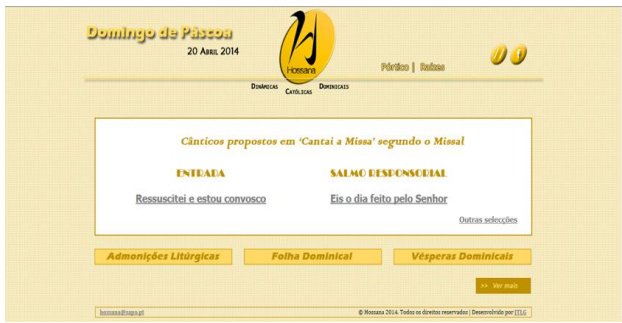 Domingo de Páscoa
20 Abril 2014
Hossana
Pórtico | Raízes
Dinâmicas Católicas Dominicais
Cânticos propostos em ‘Cantai a Missa’ segundo o Missal
ENTRADA
SALMO RESPONSORIAL
Ressuscitei e estou convosco
Eis o dia feito pelo Senhor
Outras selecções
Admonições Litúrgicas
Folha Dominical
Vésperas Dominicais
>> Ver mais
hossana@sapo.pt
© Hossana 2014. Todos os direitos reservados | Desenvolvido por